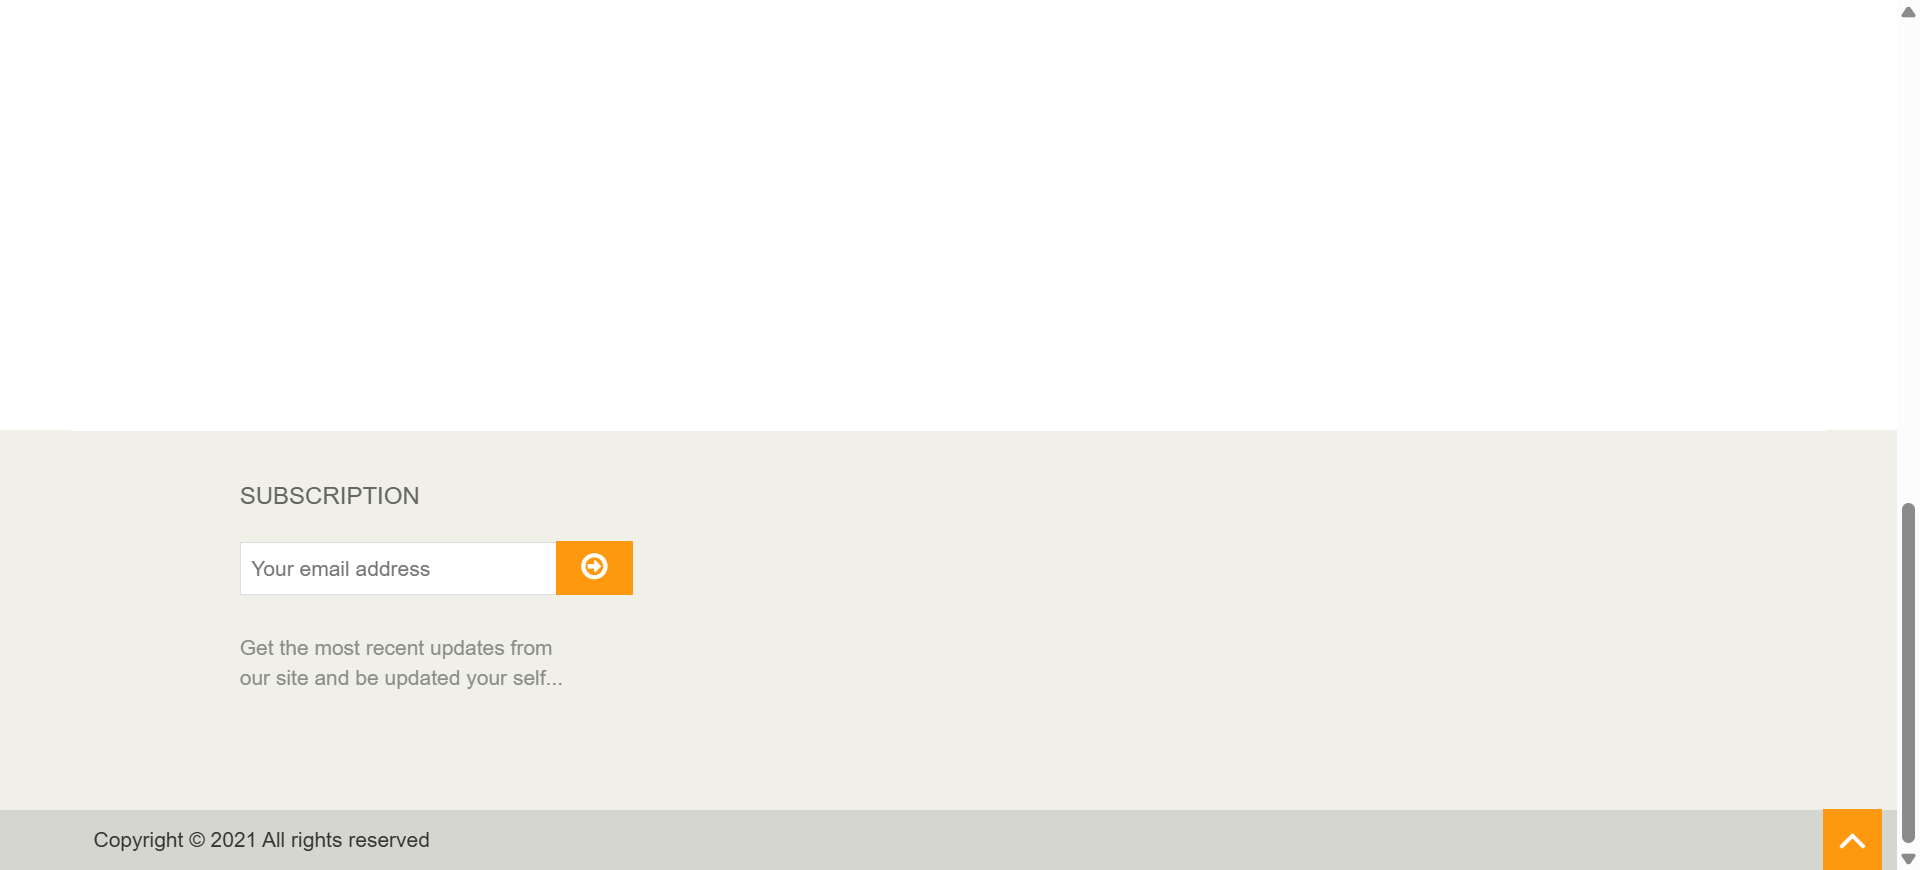 SUBSCRIPTION
Your email address
Get the most recent updates from
our site and be updated your self...
Copyright © 2021 All rights reserved